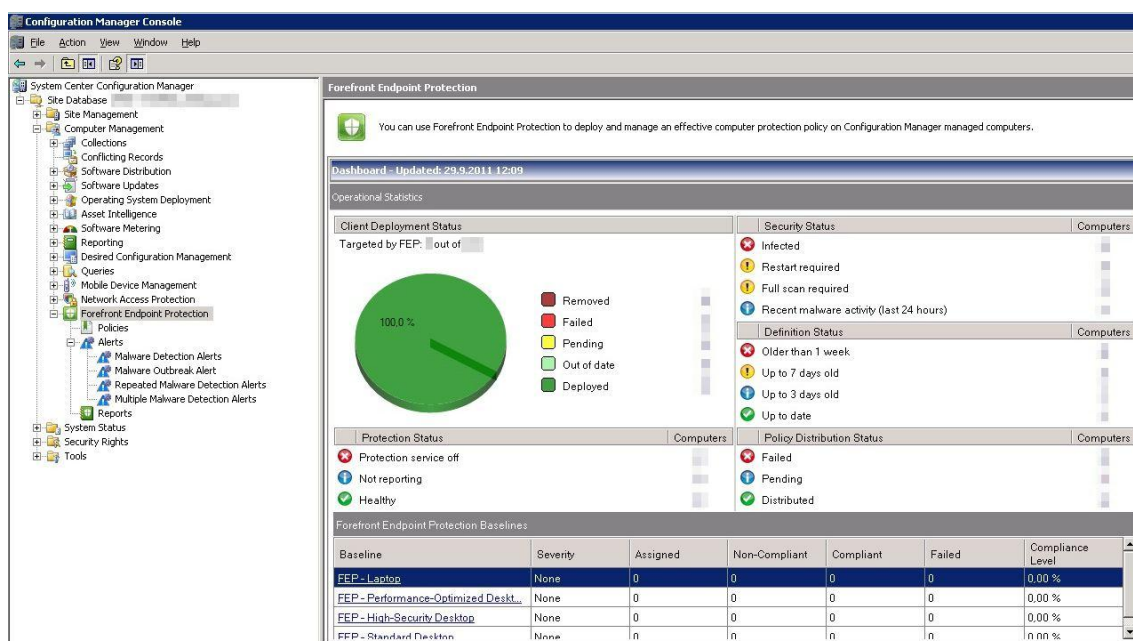 Configuration Manager Console
File Action View Window Help
System Center Configuration Manager
Site Database
Site Management
Computer Management
Collections
Conflicting Records
Software Distribution
Software Updates
Operating System Deployment
Asset Intelligence
Software Metering
Reporting
Desired Configuration Management
Queries
Mobile Device Management
Network Access Protection
Forefront Endpoint Protection
Policies
Alerts
Malware Detection Alerts
Malware Outbreak Alert
Repeated Malware Detection Alerts
Multiple Malware Detection Alerts
Reports
System Status
Security Rights
Tools
Forefront Endpoint Protection
You can use Forefront Endpoint Protection to deploy and manage an effective computer protection policy on Configuration Manager managed computers.
Dashboard - Updated: 29.9.2011 12:09
Operational Statistics
Client Deployment Status
Targeted by FEP: out of
100,0 %
Removed
Failed
Pending
Out of date
Deployed
Security Status Computers
Infected
Restart required
Full scan required
Recent malware activity (last 24 hours)
Definition Status Computers
Older than 1 week
Up to 7 days old
Up to 3 days old
Up to date
Protection Status Computers
Protection service off
Not reporting
Healthy
Policy Distribution Status Computers
Failed
Pending
Distributed
Forefront Endpoint Protection Baselines
Baseline Severity Assigned Non-Compliant Compliant Failed Compliance Level
FEP - Laptop None 0 0 0 0 0,00 %
FEP - Performance-Optimized Deskt... None 0 0 0 0 0,00 %
FEP - High-Security Desktop None 0 0 0 0 0,00 %
FEP - Standard Desktop None 0 0 0 0 0,00 %